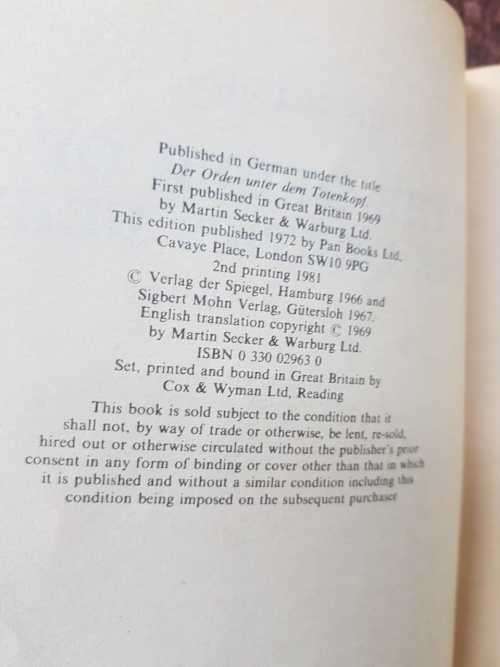 Published in German under the title
Der Orden unter dem Totenkopf.
First published in Great Britain 1969
by Martin Secker & Warburg Ltd.
This edition published 1972 by Pan Books Ltd,
Cavaye Place, London SW10 9PG
2nd printing 1981
© Verlag der Spiegel, Hamburg 1966 and
Sigbert Mohn Verlag, Gütersloh 1967.
English translation copyright © 1969
by Martin Secker & Warburg Ltd.
ISBN 0 330 02963 0
Set, printed and bound in Great Britain by
Cox & Wyman Ltd, Reading
This book is sold subject to the condition that it
shall not, by way of trade or otherwise, be lent, re-sold,
hired out or otherwise circulated without the publisher's prior
consent in any form of binding or cover other than that in which
it is published and without a similar condition including this
condition being imposed on the subsequent purchaser